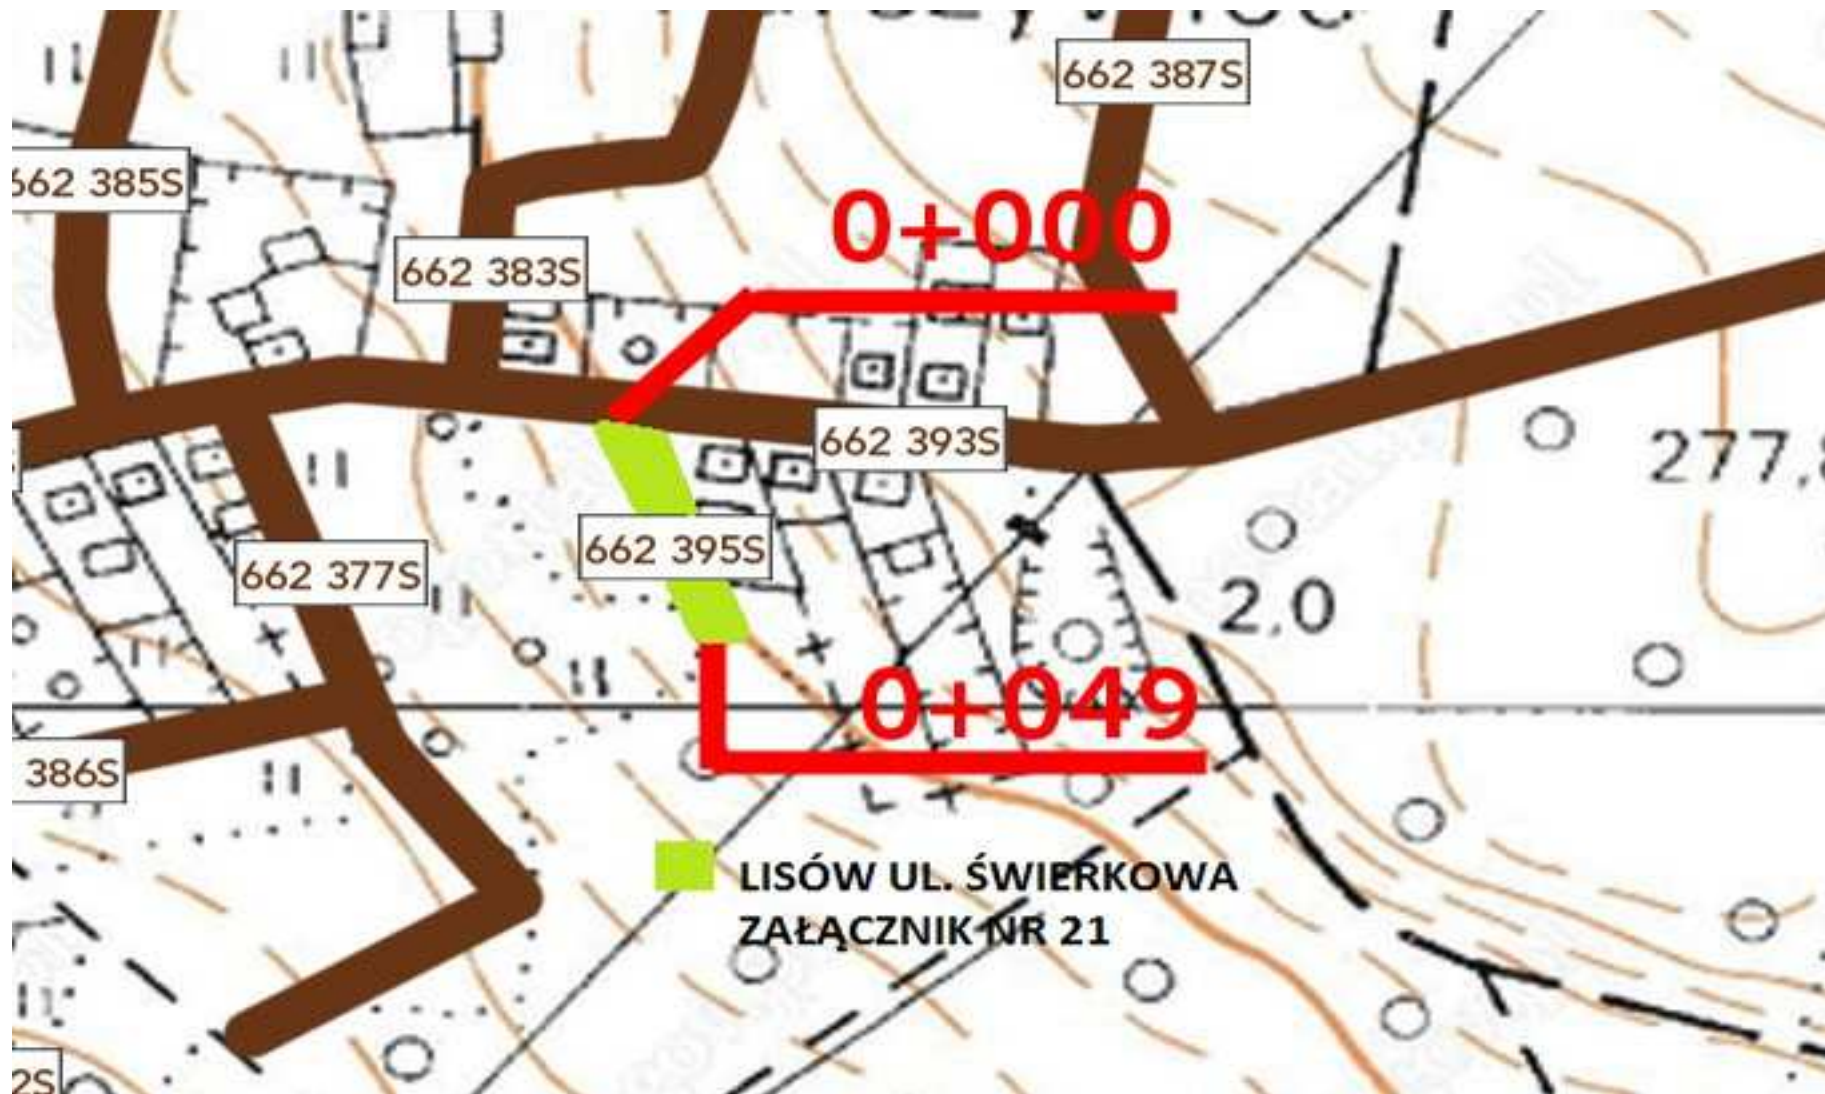 662 387S
662 385S
0+000
662 383S
662 393S
277,8
662 395S
662 377S
2,0
0+049
386S
LISÓW UL. ŚWIERKOWA
ZAŁĄCZNIK NR 21
2S